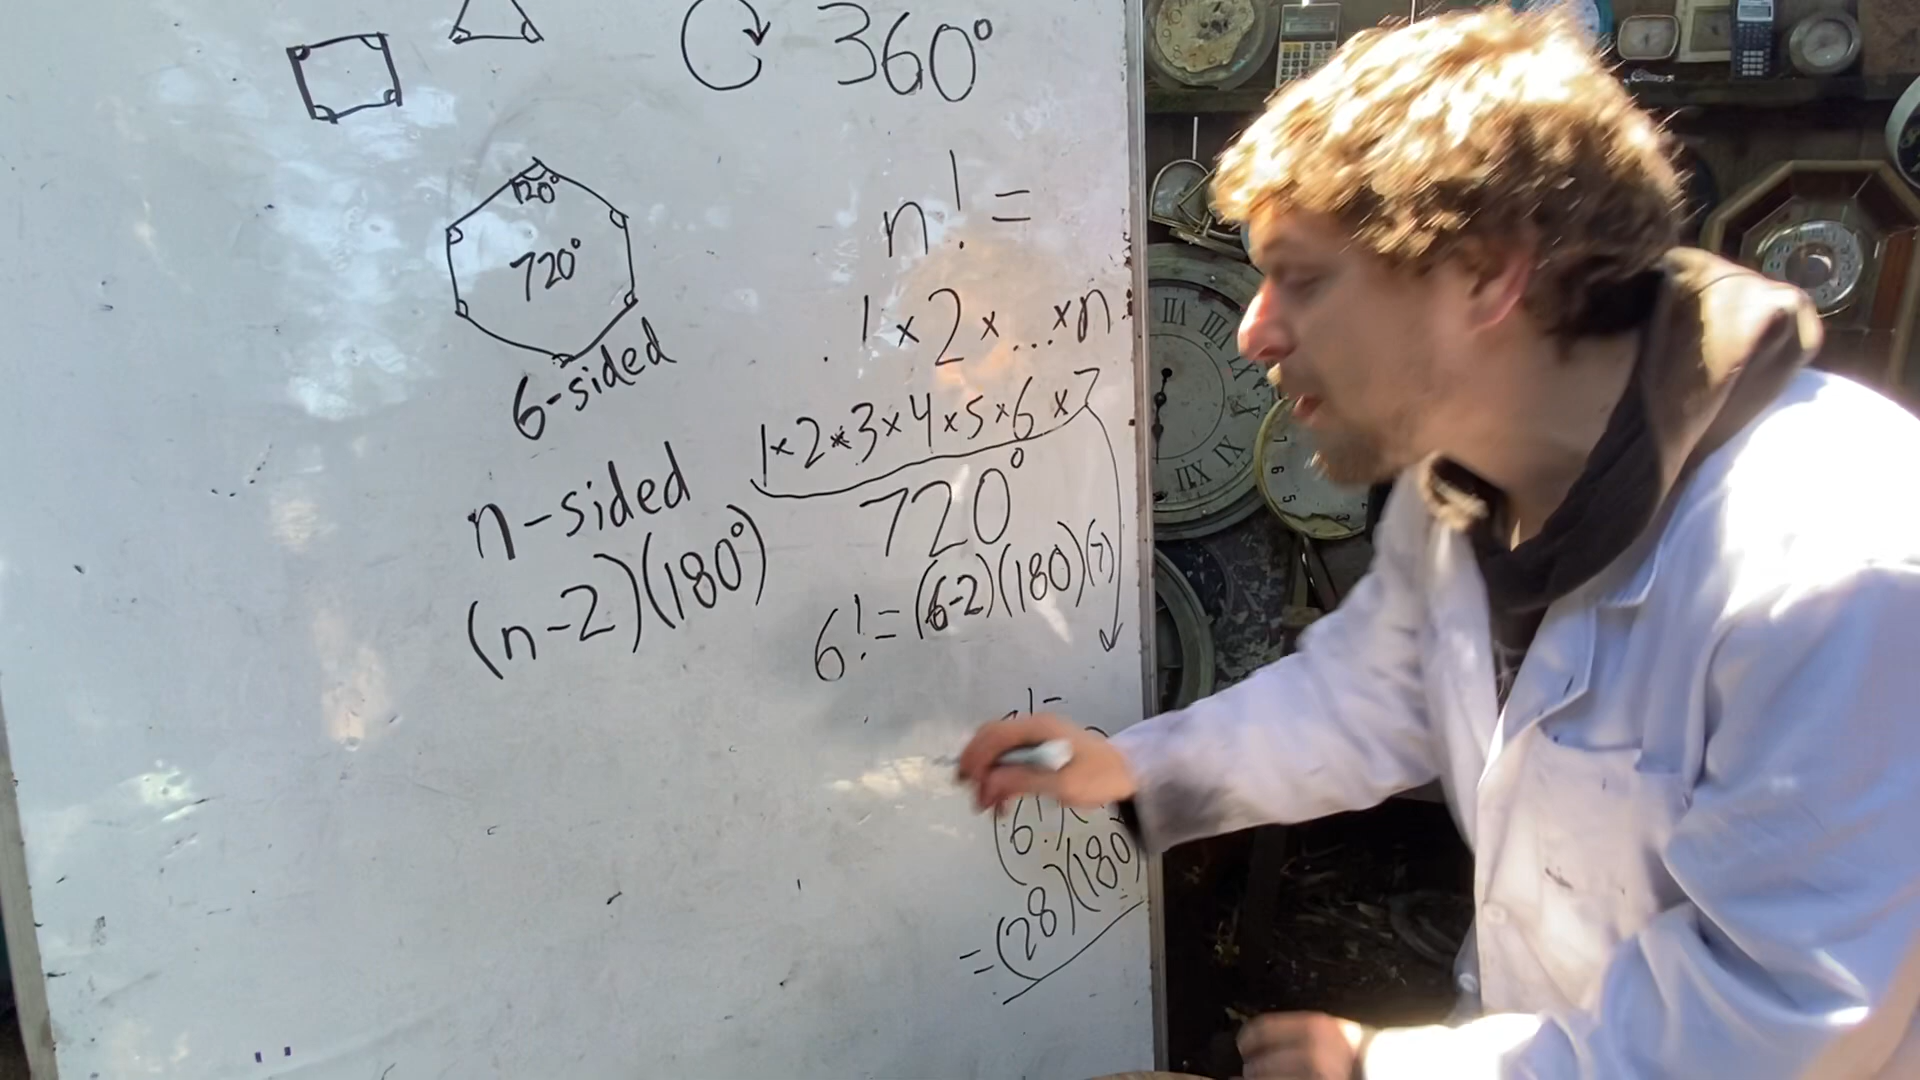 360°
120°
720°
6-sided
n! =
1 × 2 × ... × n
1×2×3×4×5×6×7
720°
n-sided
(n-2)(180°)
6! = (6-2)(180)(7)
(6!)
= (28)(180)